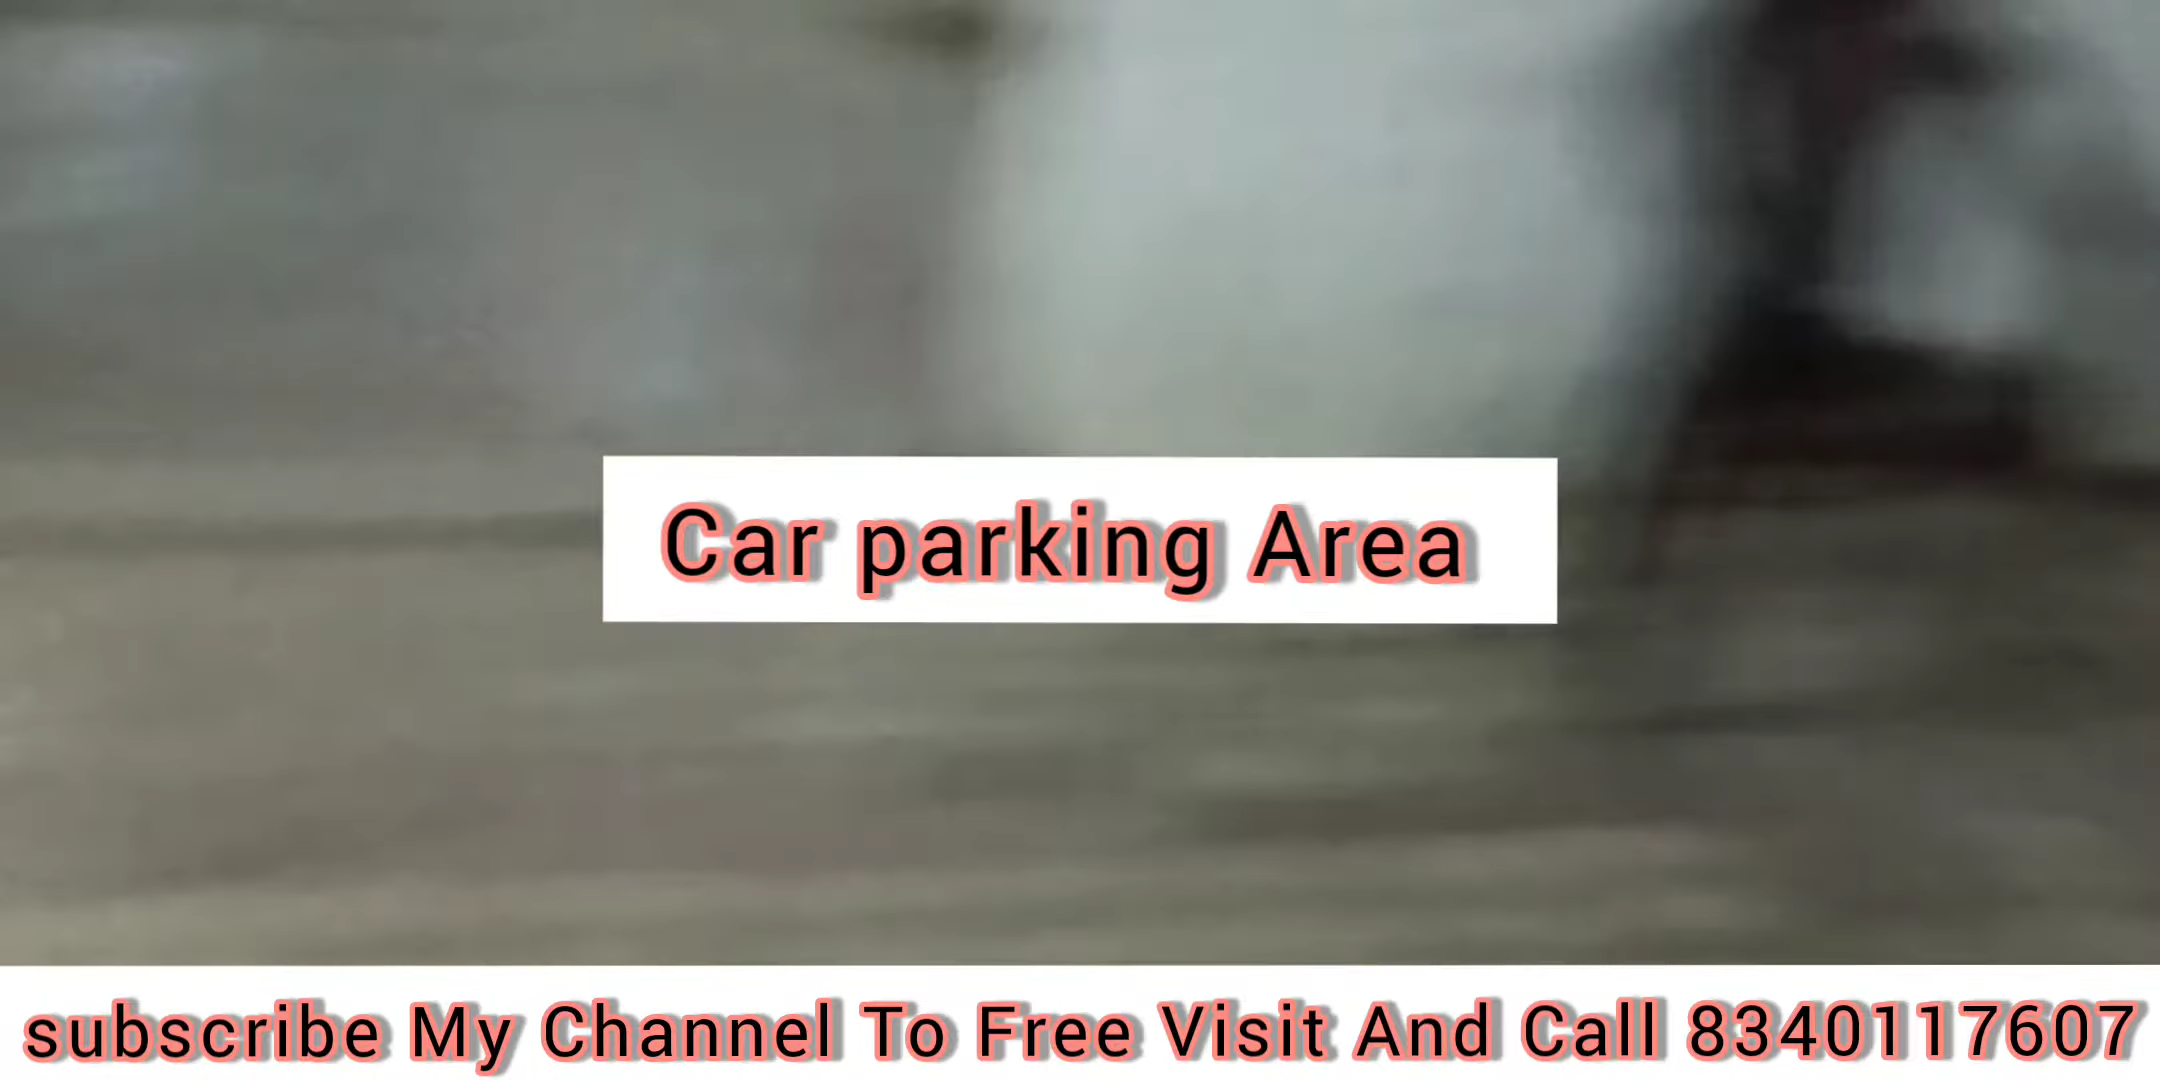 Car parking Area
subscribe My Channel To Free Visit And Call 8340117607